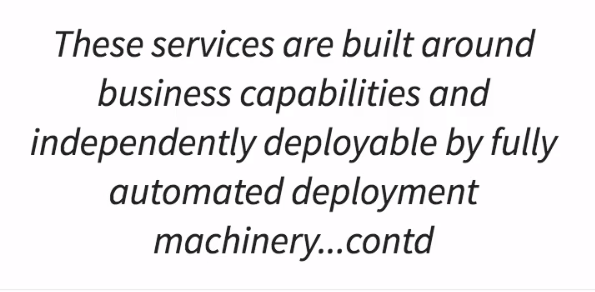 These services are built around
business capabilities and
independently deployable by fully
automated deployment
machinery...contd